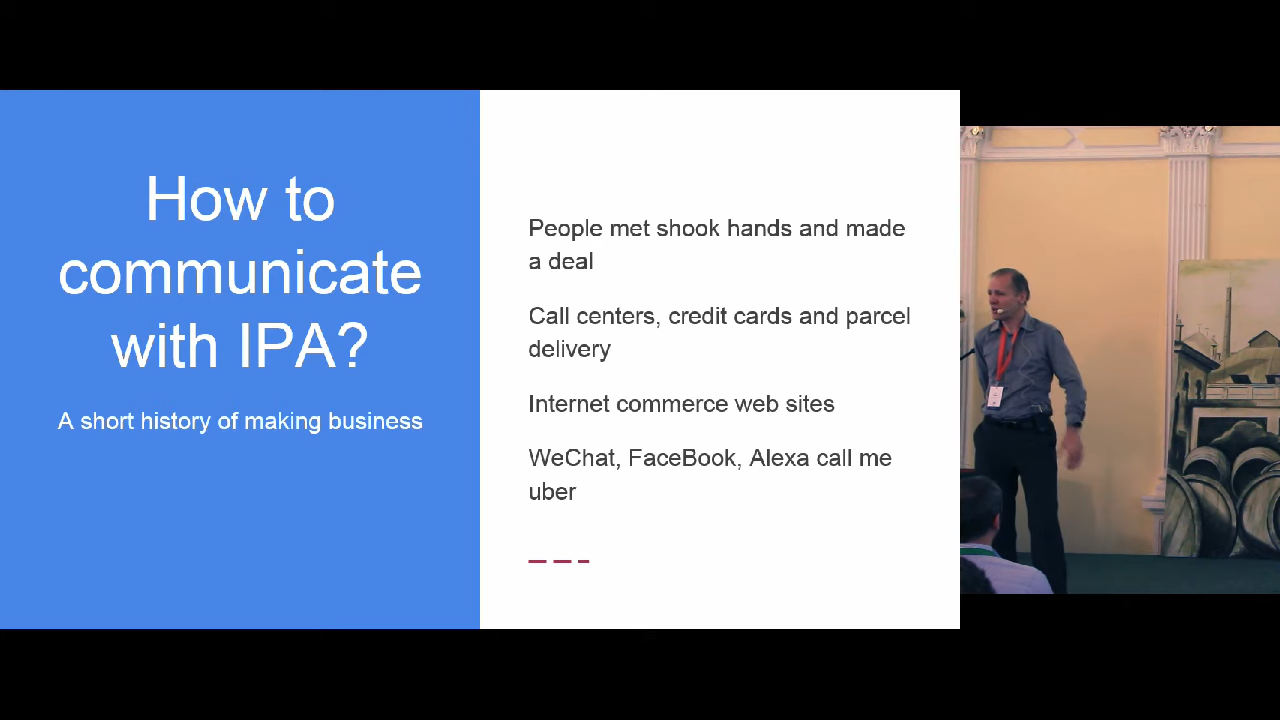 How to
communicate
with IPA?
A short history of making business
People met shook hands and made
a deal
Call centers, credit cards and parcel
delivery
Internet commerce web sites
WeChat, FaceBook, Alexa call me
uber